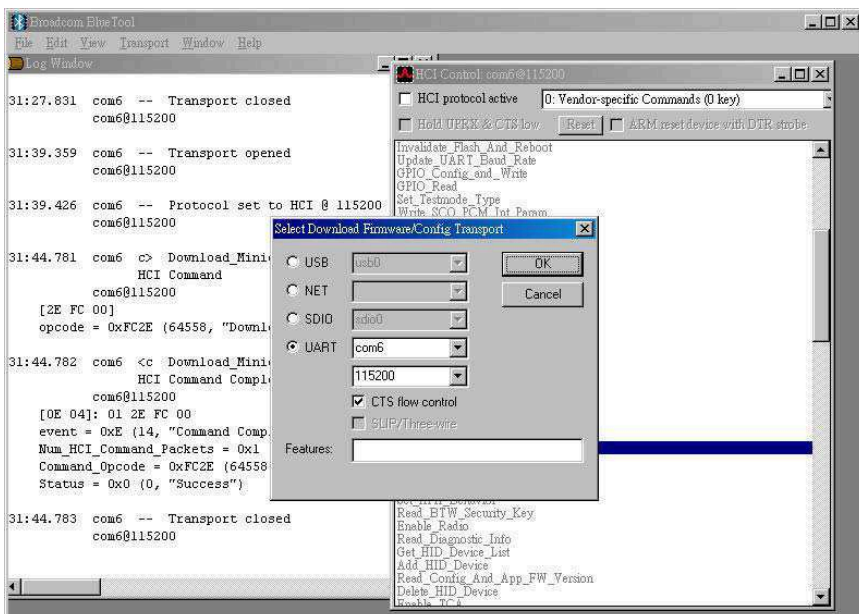 Broadcom BlueTool
File Edit View Transport Window Help
Log Window
31:27.831 com6 -- Transport closed
com6@115200
31:39.359 com6 -- Transport opened
com6@115200
31:39.426 com6 -- Protocol set to HCI @ 115200
com6@115200
31:44.781 com6 c> Download_Mini
HCI Command
com6@115200
[2E FC 00]
opcode = 0xFC2E (64558, "Downl
31:44.782 com6 <c Download_Mini
HCI Command Compl
com6@115200
[0E 04]: 01 2E FC 00
event = 0xE (14, "Command Comp
Num_HCI_Command_Packets = 0x1
Command_Opcode = 0xFC2E (64558
Status = 0x0 (0, "Success")
31:44.783 com6 -- Transport closed
com6@115200
HCI Control: com6@115200
HCI protocol active 0: Vendor-specific Commands (0 key)
Hold UPRX & CTS low Reset ARM reset device with DTR strobe
Invalidate_Flash_And_Reboot
Update_UART_Baud_Rate
GPIO_Config_and_Write
GPIO_Read
Set_Testmode_Type
Write_SCO_PCM_Int_Param
Select Download Firmware/Config Transport
USB usb0 OK
NET Cancel
SDIO sdio0
UART com6
115200
CTS flow control
SLIP/Three-wire
Features:
Read_BTW_Security_Key
Enable_Radio
Read_Diagnostic_Info
Get_HID_Device_List
Add_HID_Device
Read_Config_And_App_FW_Version
Delete_HID_Device
Enable_TCA